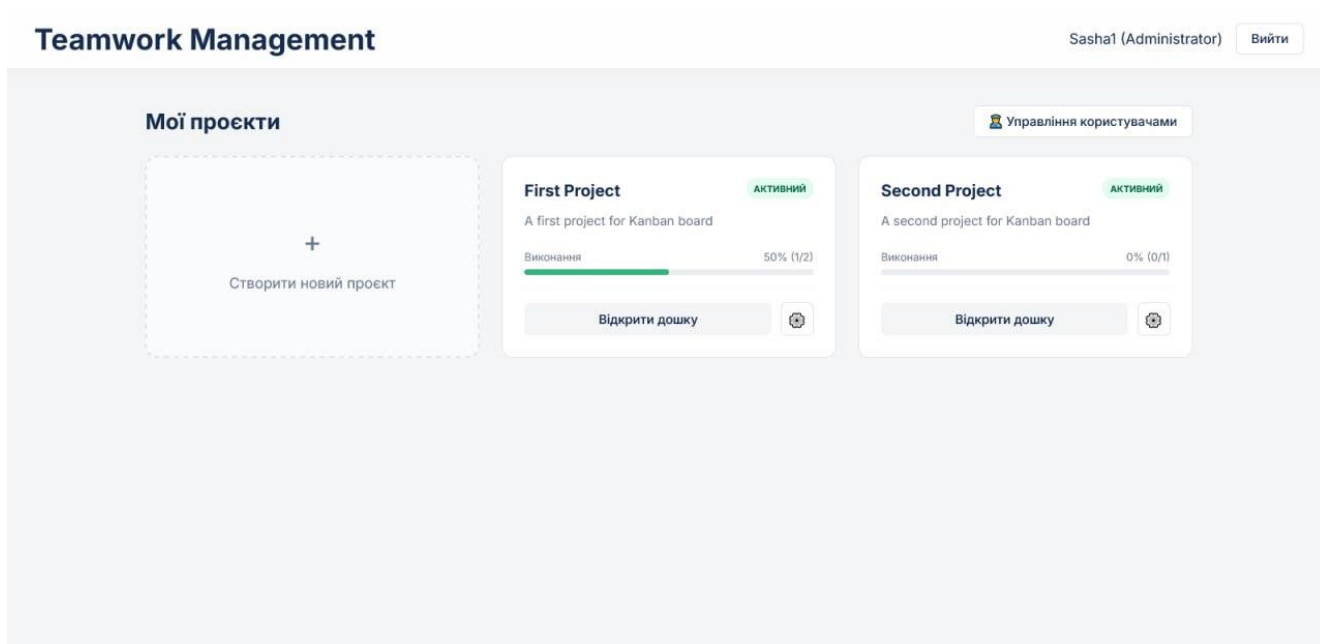 Teamwork Management
Sasha1 (Administrator)
Вийти
Мої проєкти
Управління користувачами
+
Створити новий проєкт
First Project
АКТИВНИЙ
A first project for Kanban board
Виконання
50% (1/2)
Відкрити дошку
Second Project
АКТИВНИЙ
A second project for Kanban board
Виконання
0% (0/1)
Відкрити дошку